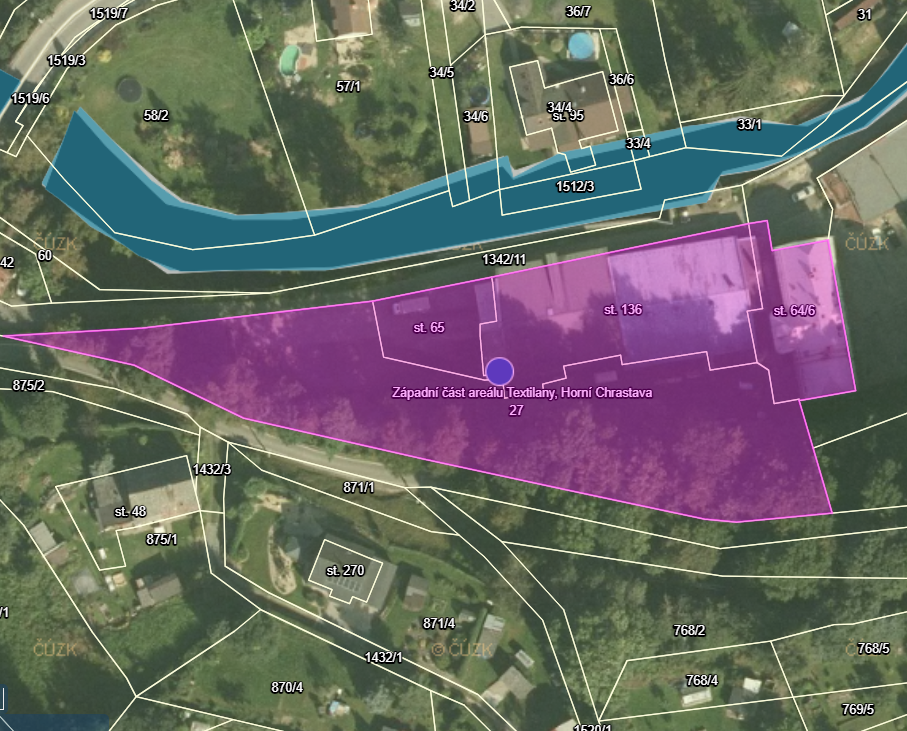 1519/7
34/2
36/7
31
1519/3
34/5
57/1
36/6
1519/6
58/2
34/6
34/4
st. 95
33/1
33/4
1512/3
ČÚZK
ČÚZK
ČÚZK
42
60
1342/11
st. 65
st. 136
st. 64/6
875/2
Západní část areálu Textilany, Horní Chrastava
27
1432/3
871/1
st. 48
875/1
st. 270
/1
871/4
768/2
ČÚZK
© ČÚZK
1432/1
768/5
870/4
768/4
769/5
1520/1